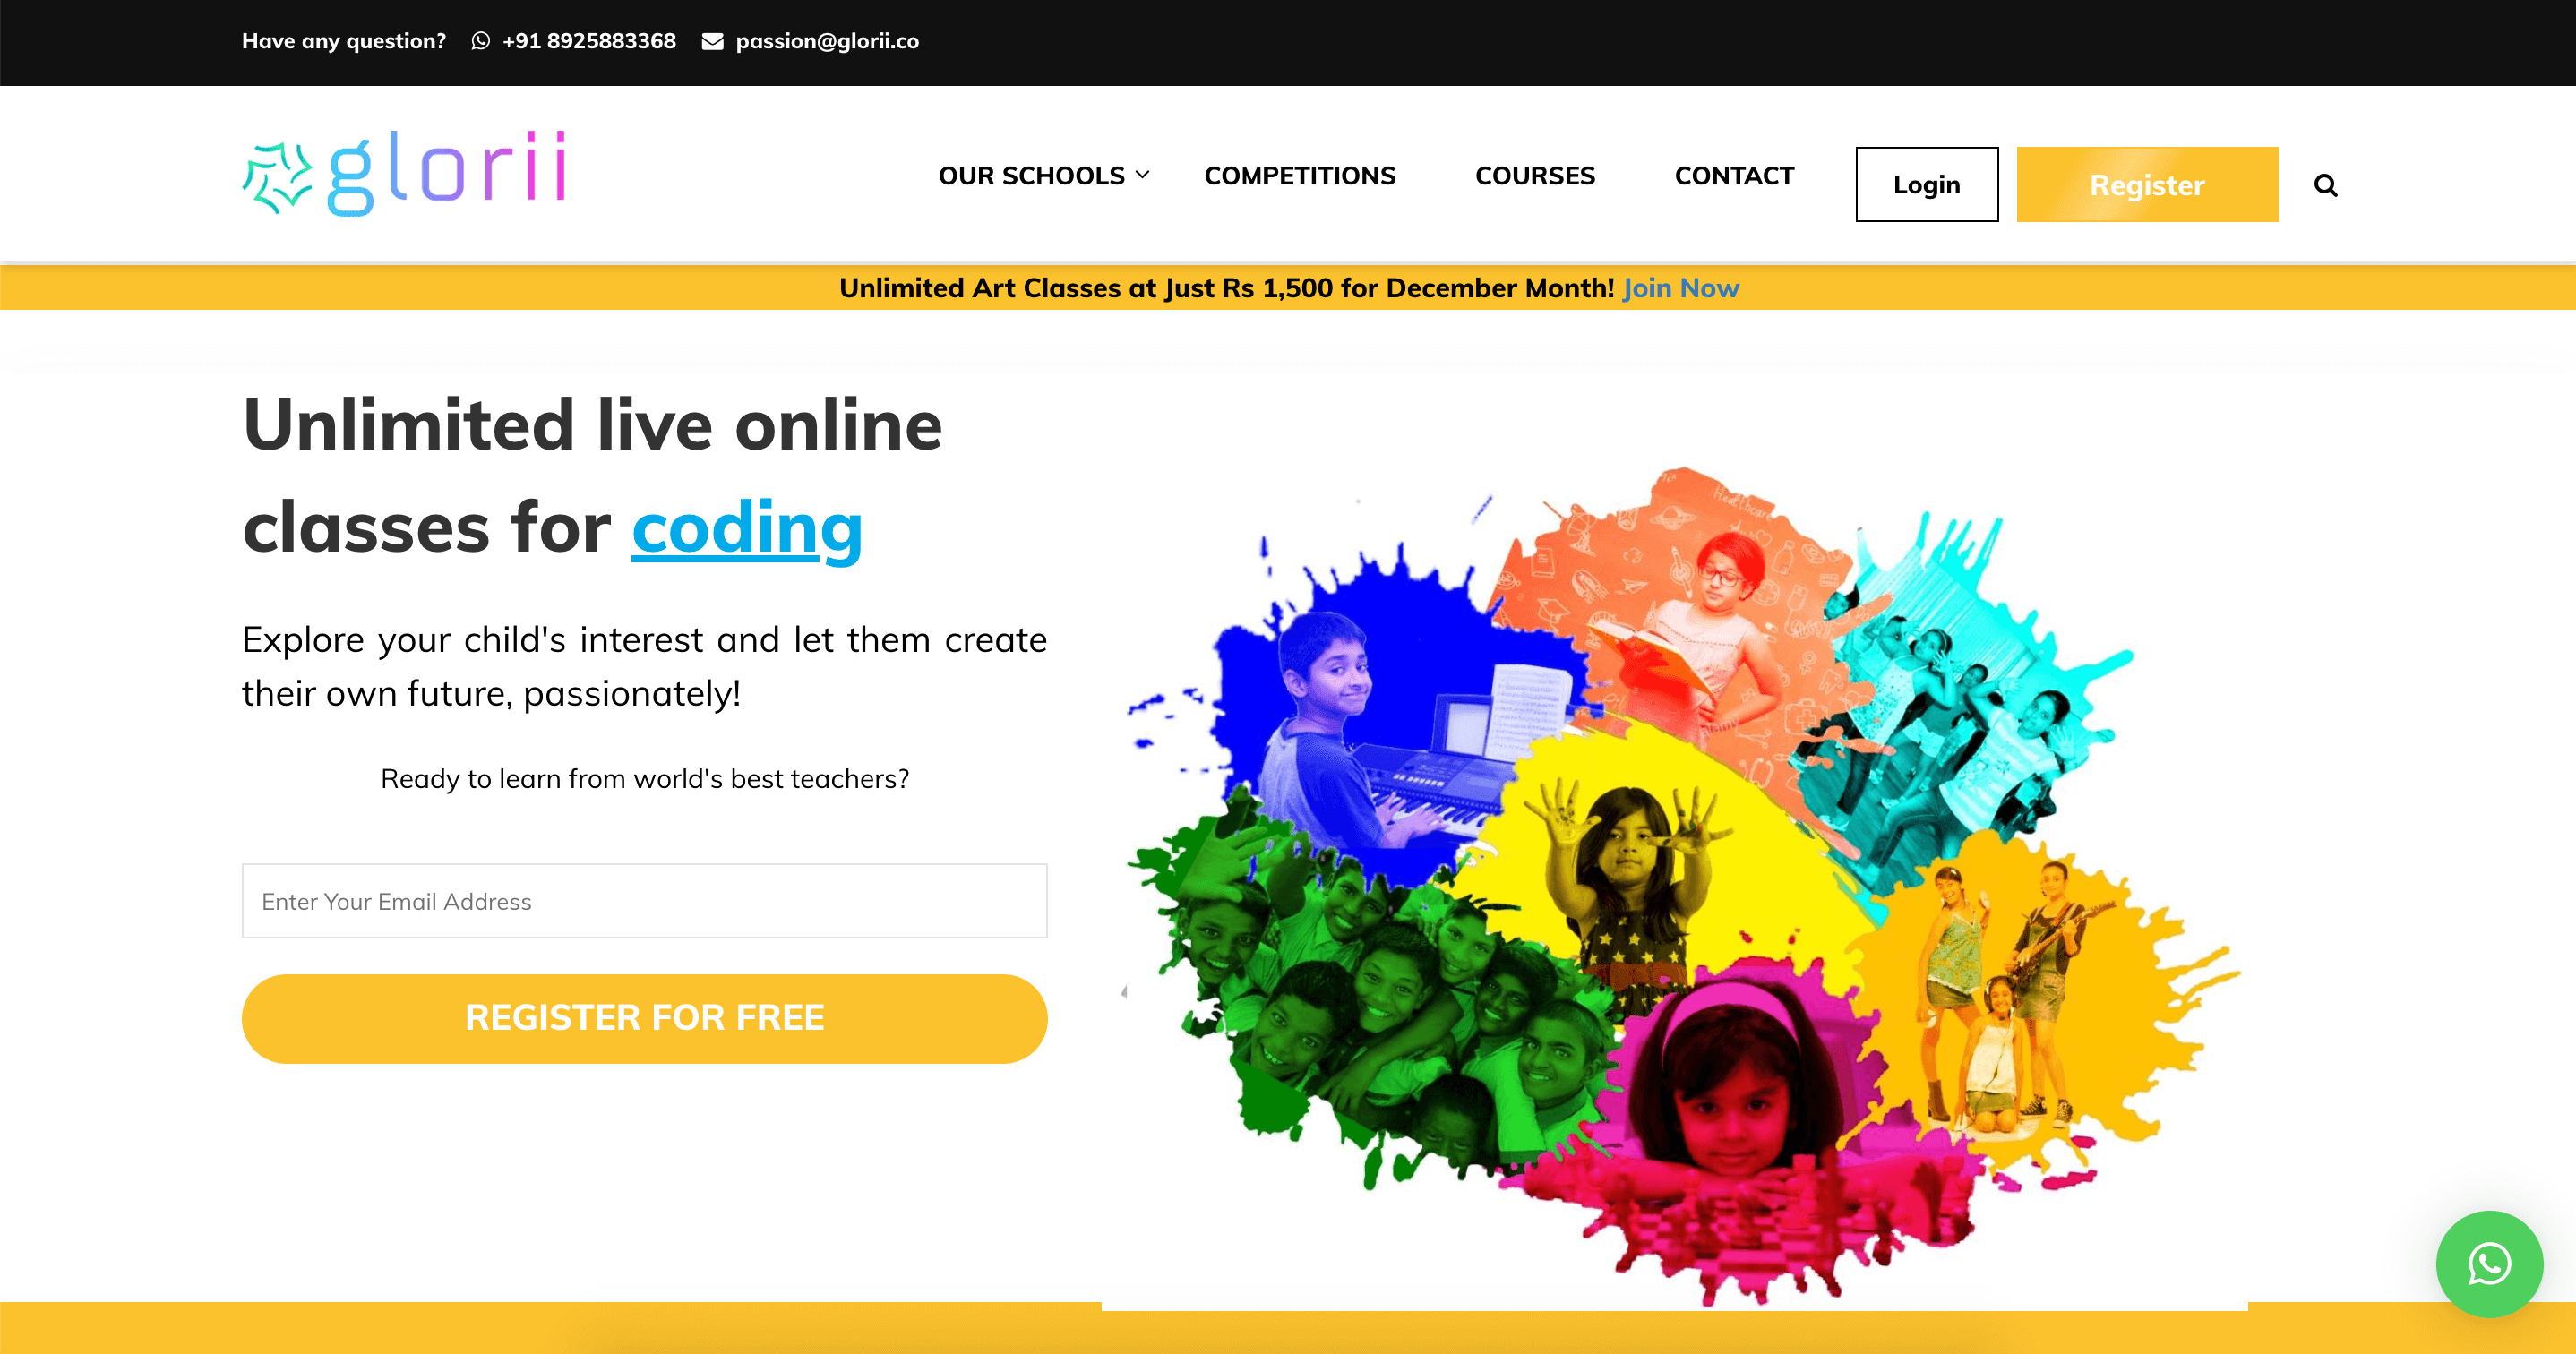 Have any question? +91 8925883368 passion@glorii.co
glorii
OUR SCHOOLS COMPETITIONS COURSES CONTACT Login Register
Unlimited Art Classes at Just Rs 1,500 for December Month! Join Now
Unlimited live online
classes for coding
Explore your child's interest and let them create
their own future, passionately!
Ready to learn from world's best teachers?
Enter Your Email Address
REGISTER FOR FREE
Healthcare